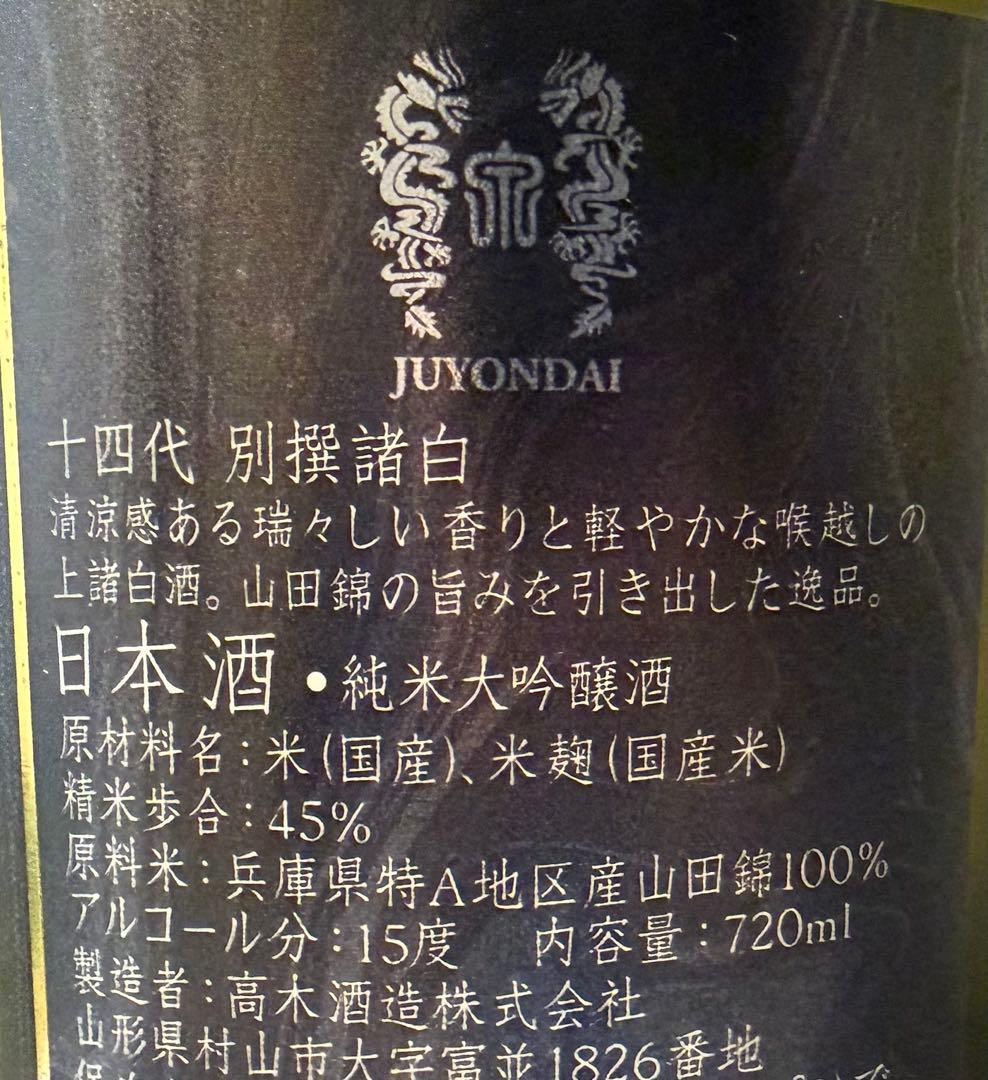 JUYONDAI
十四代 別撰諸白
清涼感ある瑞々しい香りと軽やかな喉越しの
上諸白酒。山田錦の旨みを引き出した逸品。
日本酒・純米大吟醸酒
原材料名：米(国産)、米麹(国産米)
精米歩合：45%
原料米：兵庫県特A地区産山田錦100%
アルコール分：15度 内容量：720ml
製造者：高木酒造株式会社
山形県村山市大字富並1826番地